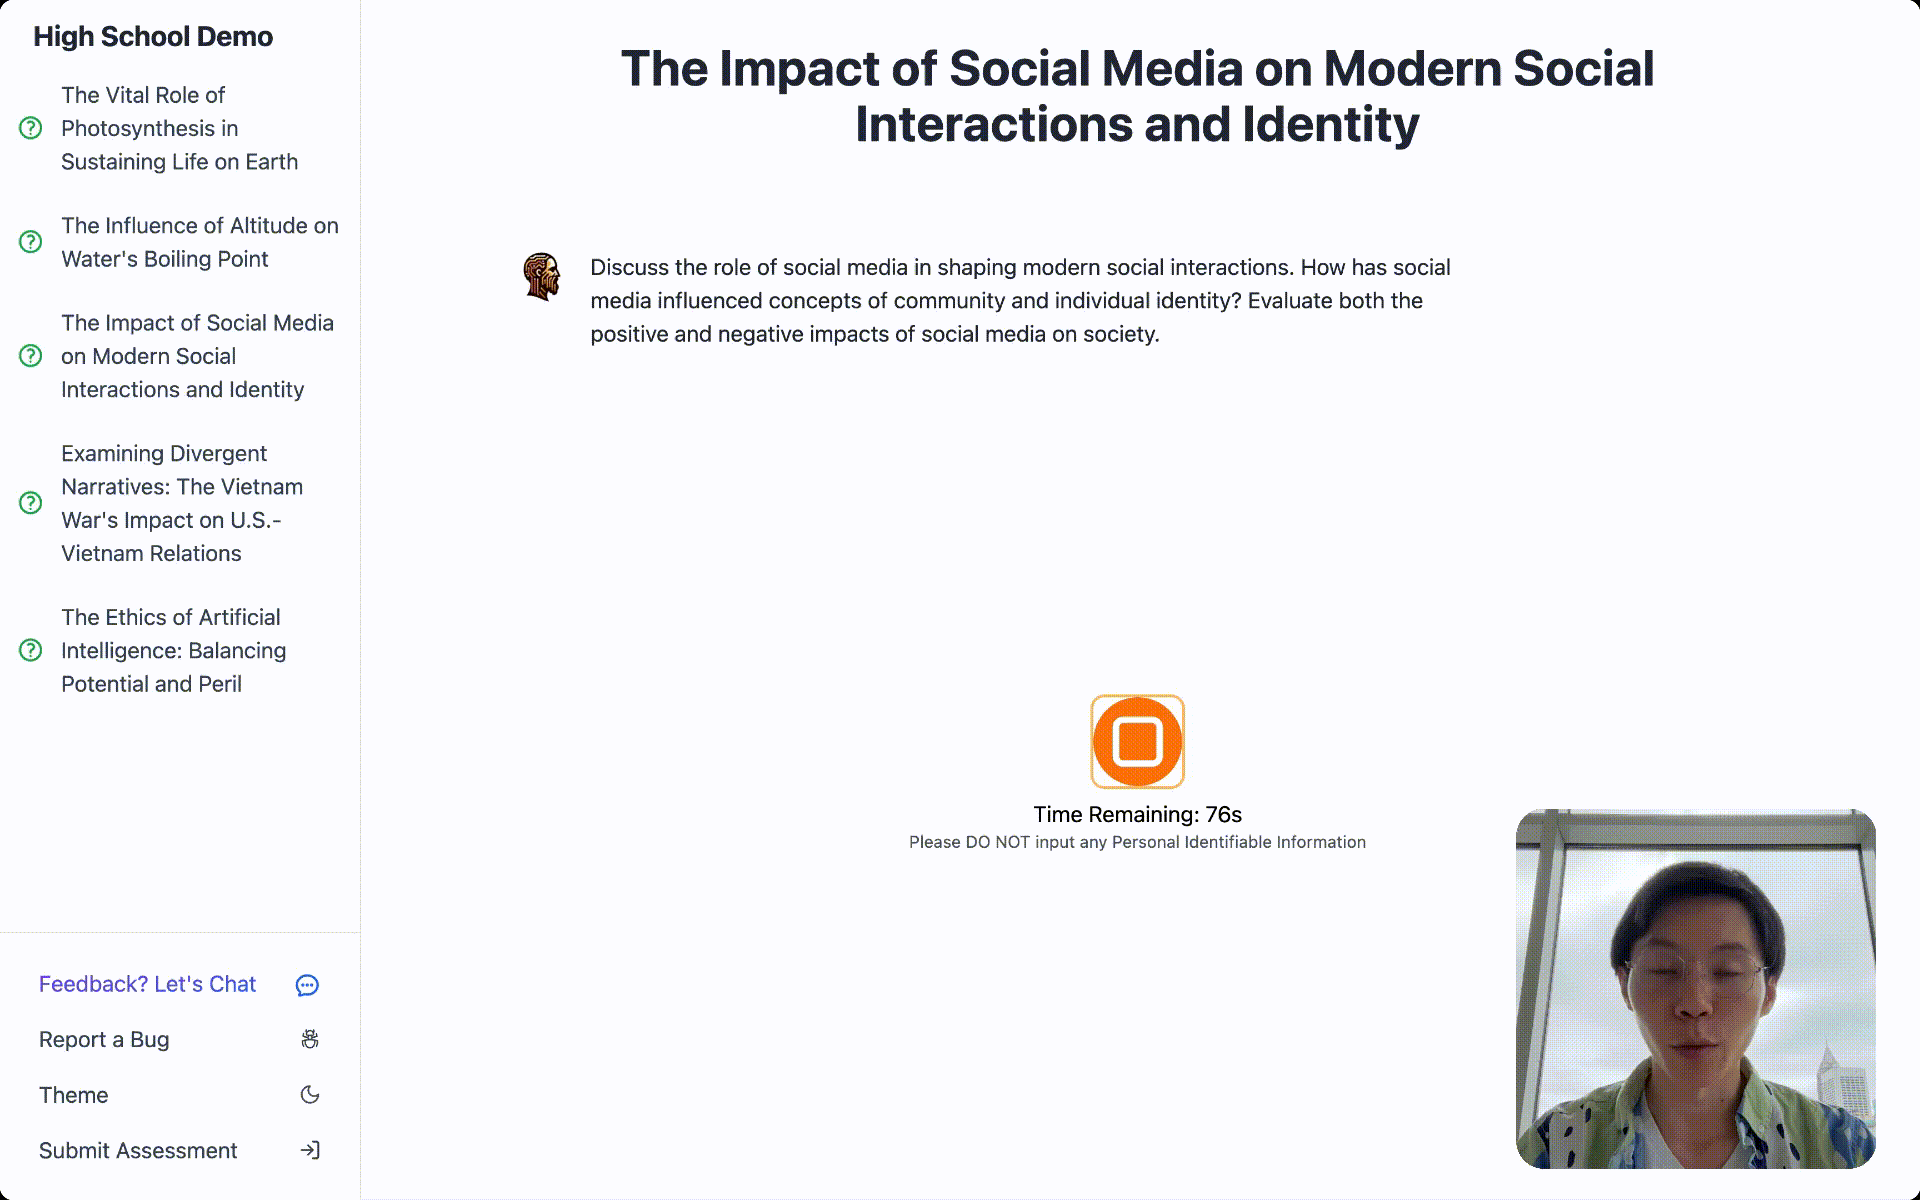 High School Demo
The Vital Role of
Photosynthesis in
Sustaining Life on Earth
The Influence of Altitude on
Water's Boiling Point
The Impact of Social Media
on Modern Social
Interactions and Identity
Examining Divergent
Narratives: The Vietnam
War's Impact on U.S.-
Vietnam Relations
The Ethics of Artificial
Intelligence: Balancing
Potential and Peril
Feedback? Let's Chat
Report a Bug
Theme
Submit Assessment
The Impact of Social Media on Modern Social
Interactions and Identity
Discuss the role of social media in shaping modern social interactions. How has social
media influenced concepts of community and individual identity? Evaluate both the
positive and negative impacts of social media on society.
Time Remaining: 76s
Please DO NOT input any Personal Identifiable Information